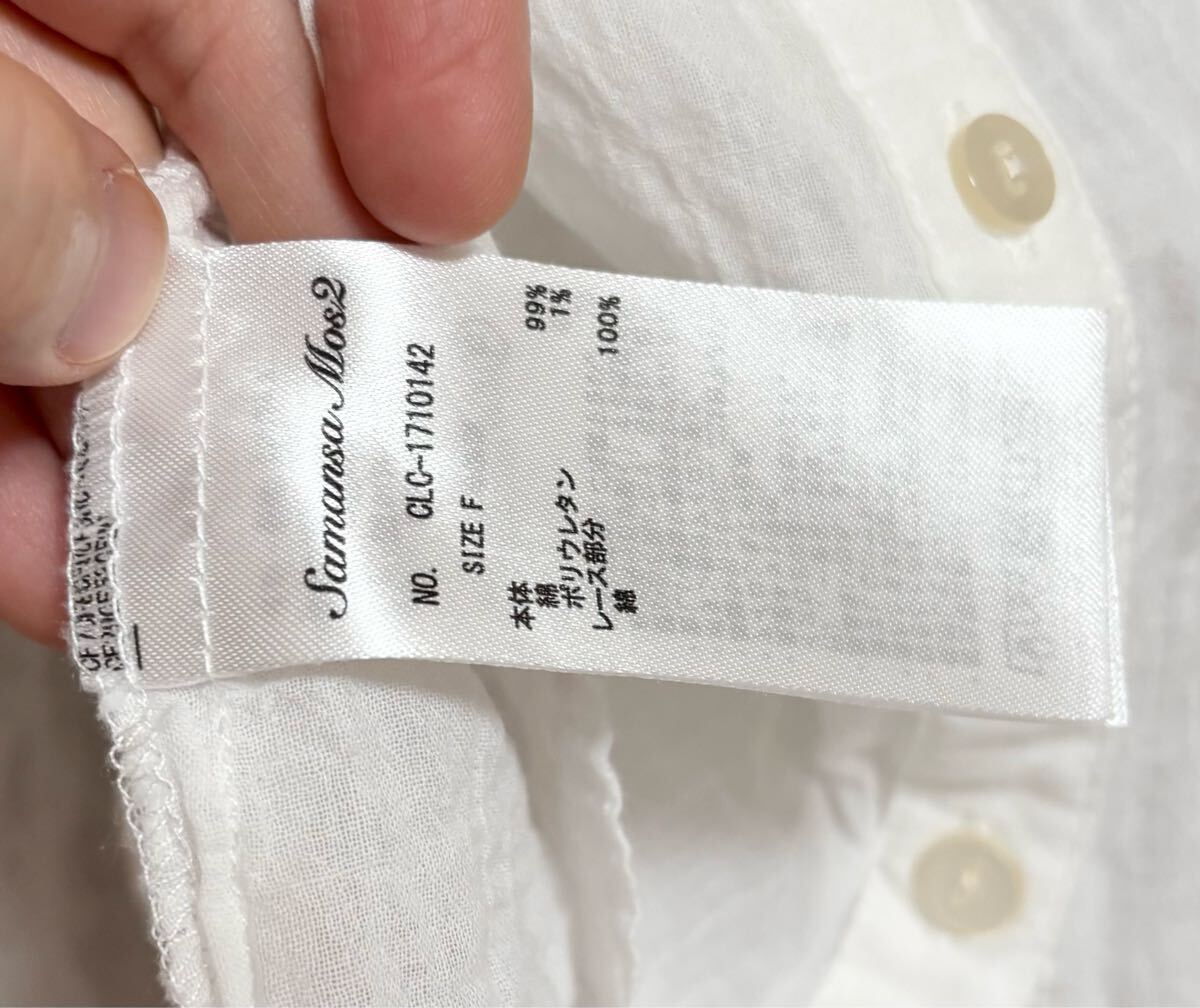 Samansa Mos2
NO. CLC-1710142
SIZE F
本体
綿 99%
ポリウレタン 1%
レース部分
綿 100%